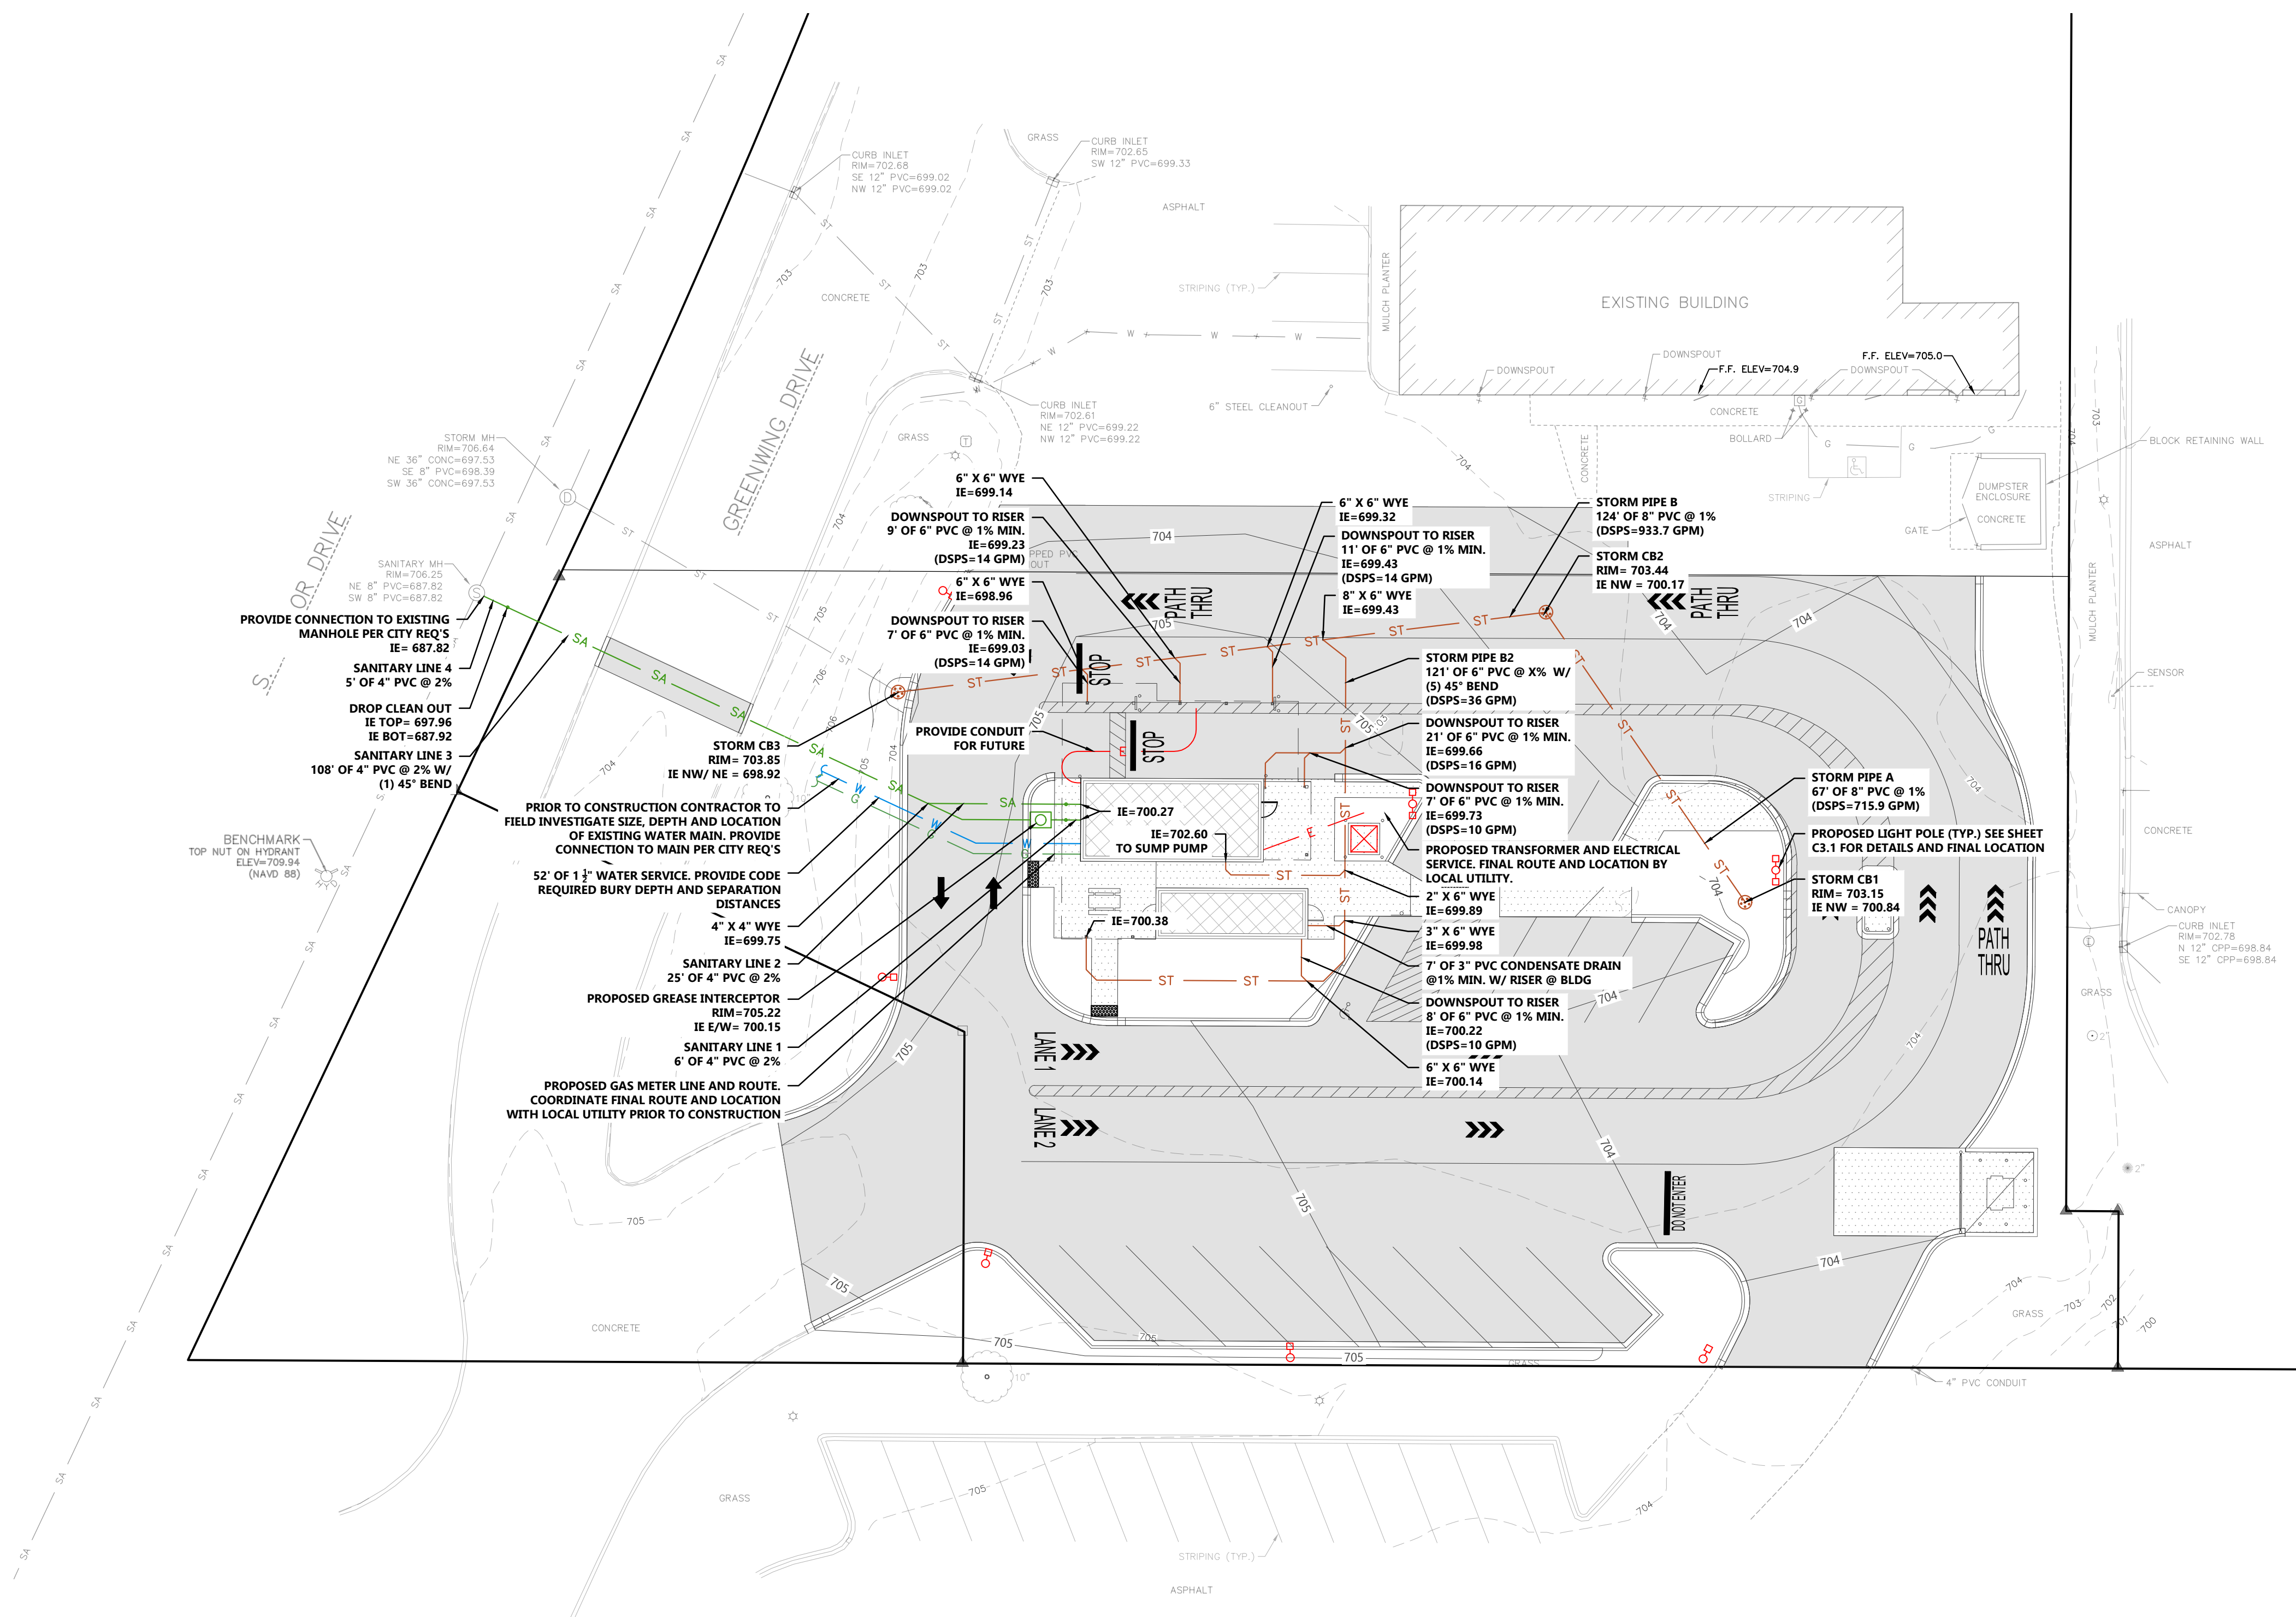 CURB INLET
RIM=702.68
SE 12" PVC=699.02
NW 12" PVC=699.02
GRASS
CURB INLET
RIM=702.65
SW 12" PVC=699.33
ASPHALT
CONCRETE
STRIPING (TYP.)
MULCH PLANTER
EXISTING BUILDING
DOWNSPOUT
DOWNSPOUT
F.F. ELEV=704.9
F.F. ELEV=705.0
DOWNSPOUT
CONCRETE
BOLLARD
CONCRETE
STRIPING
GATE
DUMPSTER
ENCLOSURE
CONCRETE
BLOCK RETAINING WALL
ASPHALT
MULCH PLANTER
SENSOR
CONCRETE
CANOPY
CURB INLET
RIM=702.78
N 12" CPP=698.84
SE 12" CPP=698.84
GRASS
2"
2"
6" STEEL CLEANOUT
CURB INLET
RIM=702.61
NE 12" PVC=699.22
NW 12" PVC=699.22
GRASS
GREENWING DRIVE
S.
OR DRIVE
STORM MH
RIM=706.64
NE 36" CONC=697.53
SE 8" PVC=698.39
SW 36" CONC=697.53
SANITARY MH
RIM=706.25
NE 8" PVC=687.82
SW 8" PVC=687.82
PROVIDE CONNECTION TO EXISTING
MANHOLE PER CITY REQ'S
IE= 687.82
SANITARY LINE 4
5' OF 4" PVC @ 2%
DROP CLEAN OUT
IE TOP= 697.96
IE BOT=687.92
SANITARY LINE 3
108' OF 4" PVC @ 2% W/
(1) 45° BEND
BENCHMARK
TOP NUT ON HYDRANT
ELEV=709.94
(NAVD 88)
HYD
6" X 6" WYE
IE=699.14
DOWNSPOUT TO RISER
9' OF 6" PVC @ 1% MIN.
IE=699.23
(DSPS=14 GPM)
PPED PVC
OUT
6" X 6" WYE
IE=698.96
DOWNSPOUT TO RISER
7' OF 6" PVC @ 1% MIN.
IE=699.03
(DSPS=14 GPM)
PROVIDE CONDUIT
FOR FUTURE
STORM CB3
RIM= 703.85
IE NW/ NE = 698.92
PRIOR TO CONSTRUCTION CONTRACTOR TO
FIELD INVESTIGATE SIZE, DEPTH AND LOCATION
OF EXISTING WATER MAIN. PROVIDE
CONNECTION TO MAIN PER CITY REQ'S
52' OF 1 1/2" WATER SERVICE. PROVIDE CODE
REQUIRED BURY DEPTH AND SEPARATION
DISTANCES
4" X 4" WYE
IE=699.75
SANITARY LINE 2
25' OF 4" PVC @ 2%
PROPOSED GREASE INTERCEPTOR
RIM=705.22
IE E/W= 700.15
SANITARY LINE 1
6' OF 4" PVC @ 2%
PROPOSED GAS METER LINE AND ROUTE.
COORDINATE FINAL ROUTE AND LOCATION
WITH LOCAL UTILITY PRIOR TO CONSTRUCTION
6" X 6" WYE
IE=699.32
DOWNSPOUT TO RISER
11' OF 6" PVC @ 1% MIN.
IE=699.43
(DSPS=14 GPM)
8" X 6" WYE
IE=699.43
STORM PIPE B
124' OF 8" PVC @ 1%
(DSPS=933.7 GPM)
STORM CB2
RIM= 703.44
IE NW = 700.17
STORM PIPE B2
121' OF 6" PVC @ X% W/
(5) 45° BEND
(DSPS=36 GPM)
DOWNSPOUT TO RISER
21' OF 6" PVC @ 1% MIN.
IE=699.66
(DSPS=16 GPM)
DOWNSPOUT TO RISER
7' OF 6" PVC @ 1% MIN.
IE=699.73
(DSPS=10 GPM)
PROPOSED TRANSFORMER AND ELECTRICAL
SERVICE. FINAL ROUTE AND LOCATION BY
LOCAL UTILITY.
2" X 6" WYE
IE=699.89
3" X 6" WYE
IE=699.98
7' OF 3" PVC CONDENSATE DRAIN
@1% MIN. W/ RISER @ BLDG
DOWNSPOUT TO RISER
8' OF 6" PVC @ 1% MIN.
IE=700.22
(DSPS=10 GPM)
6" X 6" WYE
IE=700.14
STORM PIPE A
67' OF 8" PVC @ 1%
(DSPS=715.9 GPM)
PROPOSED LIGHT POLE (TYP.) SEE SHEET
C3.1 FOR DETAILS AND FINAL LOCATION
STORM CB1
RIM= 703.15
IE NW = 700.84
IE=700.27
IE=702.60
TO SUMP PUMP
IE=700.38
PATH
THRU
PATH
THRU
PATH
THRU
STOP
STOP
LANE 1
LANE 2
DO NOT ENTER
CONCRETE
GRASS
GRASS
GRASS
10"
4" PVC CONDUIT
STRIPING (TYP.)
ASPHALT